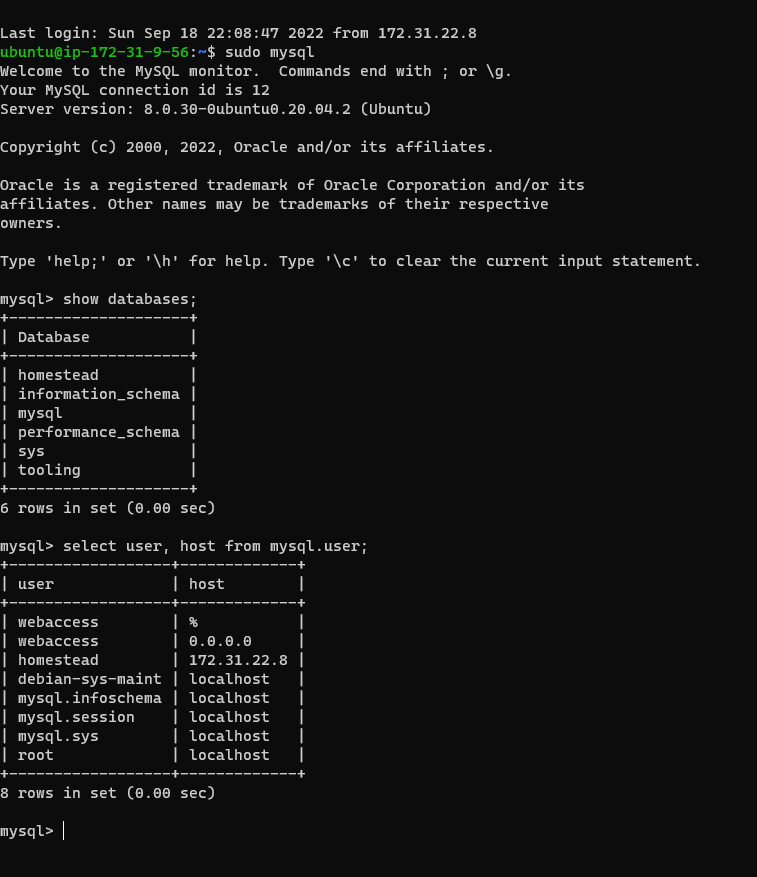 Last login: Sun Sep 18 22:08:47 2022 from 172.31.22.8
ubuntu@ip-172-31-9-56:~$ sudo mysql
Welcome to the MySQL monitor.  Commands end with ; or \g.
Your MySQL connection id is 12
Server version: 8.0.30-0ubuntu0.20.04.2 (Ubuntu)

Copyright (c) 2000, 2022, Oracle and/or its affiliates.

Oracle is a registered trademark of Oracle Corporation and/or its
affiliates. Other names may be trademarks of their respective
owners.

Type 'help;' or '\h' for help. Type '\c' to clear the current input statement.

mysql> show databases;
+--------------------+
| Database           |
+--------------------+
| homestead          |
| information_schema |
| mysql              |
| performance_schema |
| sys                |
| tooling            |
+--------------------+
6 rows in set (0.00 sec)

mysql> select user, host from mysql.user;
+------------------+-------------+
| user             | host        |
+------------------+-------------+
| webaccess        | %           |
| webaccess        | 0.0.0.0     |
| homestead        | 172.31.22.8 |
| debian-sys-maint | localhost   |
| mysql.infoschema | localhost   |
| mysql.session    | localhost   |
| mysql.sys        | localhost   |
| root             | localhost   |
+------------------+-------------+
8 rows in set (0.00 sec)

mysql>